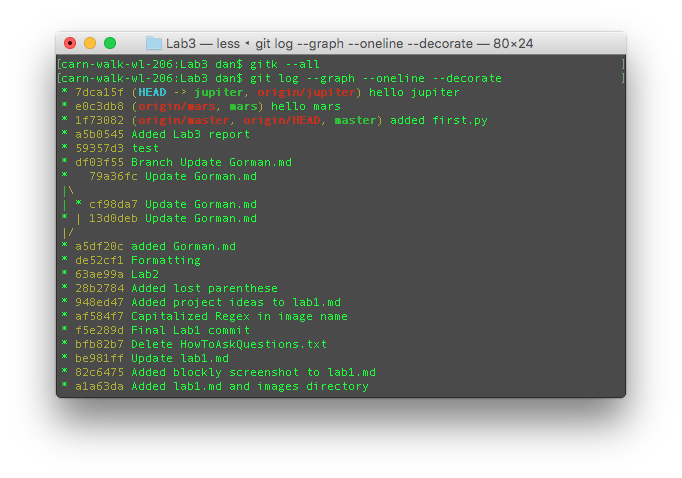 Lab3 — less ◂ git log --graph --oneline --decorate — 80×24
[carn-walk-wl-206:Lab3 dan$ gitk --all ]
[carn-walk-wl-206:Lab3 dan$ git log --graph --oneline --decorate ]
* 7dca15f (HEAD -> jupiter, origin/jupiter) hello jupiter
* e0c3db8 (origin/mars, mars) hello mars
* 1f73082 (origin/master, origin/HEAD, master) added first.py
* a5b0545 Added Lab3 report
* 59357d3 test
* df03f55 Branch Update Gorman.md
*   79a36fc Update Gorman.md
|\
| * cf98da7 Update Gorman.md
* | 13d0deb Update Gorman.md
|/
* a5df20c added Gorman.md
* de52cf1 Formatting
* 63ae99a Lab2
* 28b2784 Added lost parenthese
* 948ed47 Added project ideas to lab1.md
* af584f7 Capitalized Regex in image name
* f5e289d Final Lab1 commit
* bfb82b7 Delete HowToAskQuestions.txt
* be981ff Update lab1.md
* 82c6475 Added blockly screenshot to lab1.md
* a1a63da Added lab1.md and images directory